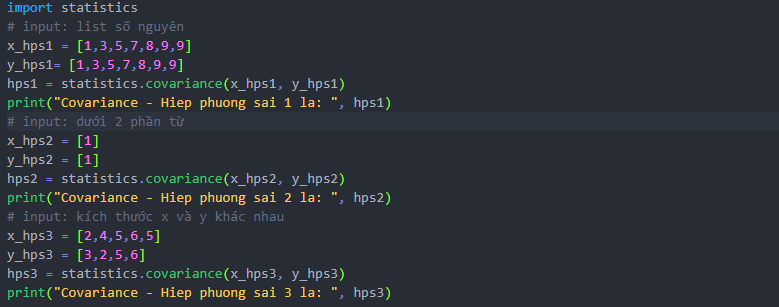 import statistics
# input: list số nguyên
x_hps1 = [1,3,5,7,8,9,9]
y_hps1= [1,3,5,7,8,9,9]
hps1 = statistics.covariance(x_hps1, y_hps1)
print("Covariance - Hiep phuong sai 1 la: ", hps1)
# input: dưới 2 phần từ
x_hps2 = [1]
y_hps2 = [1]
hps2 = statistics.covariance(x_hps2, y_hps2)
print("Covariance - Hiep phuong sai 2 la: ", hps2)
# input: kích thước x và y khác nhau
x_hps3 = [2,4,5,6,5]
y_hps3 = [3,2,5,6]
hps3 = statistics.covariance(x_hps3, y_hps3)
print("Covariance - Hiep phuong sai 3 la: ", hps3)